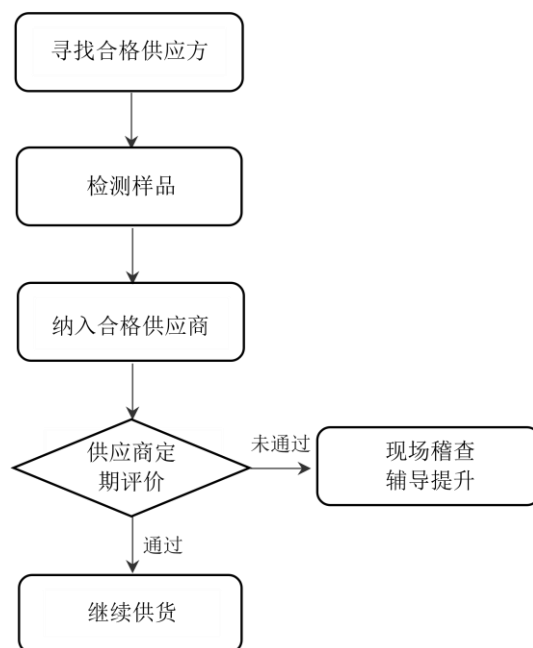 寻找合格供应方
检测样品
纳入合格供应商
供应商定
期评价
未通过
现场稽查
辅导提升
通过
继续供货